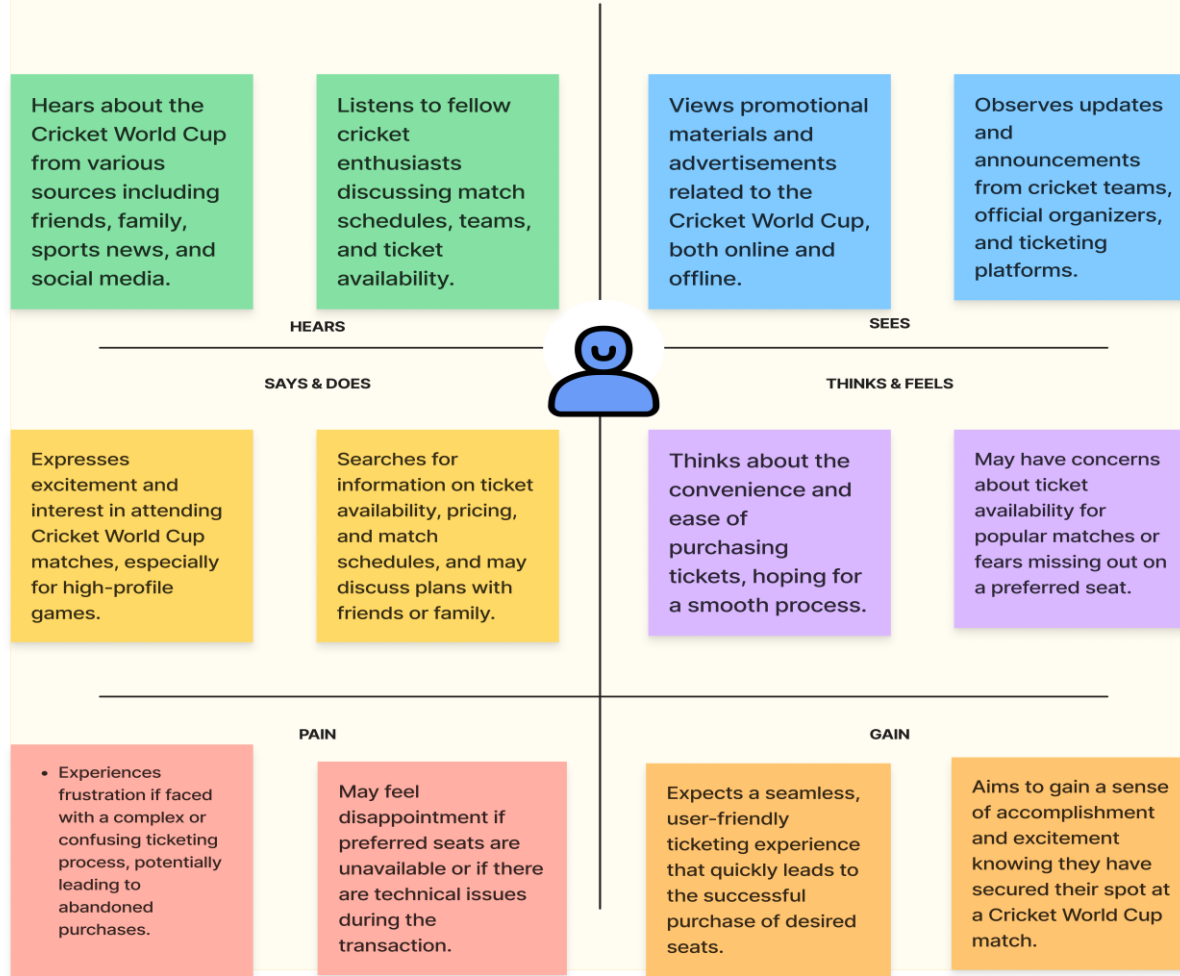 Hears about the
Cricket World Cup
from various
sources including
friends, family,
sports news, and
social media.
Listens to fellow
cricket
enthusiasts
discussing match
schedules, teams,
and ticket
availability.
HEARS
Views promotional
materials and
advertisements
related to the
Cricket World Cup,
both online and
offline.
Observes updates
and
announcements
from cricket teams,
official organizers,
and ticketing
platforms.
SEES
SAYS & DOES
Expresses
excitement and
interest in attending
Cricket World Cup
matches, especially
for high-profile
games.
Searches for
information on ticket
availability, pricing,
and match
schedules, and may
discuss plans with
friends or family.
THINKS & FEELS
Thinks about the
convenience and
ease of
purchasing
tickets, hoping for
a smooth process.
May have concerns
about ticket
availability for
popular matches or
fears missing out on
a preferred seat.
PAIN
• Experiences
frustration if faced
with a complex or
confusing ticketing
process, potentially
leading to
abandoned
purchases.
May feel
disappointment if
preferred seats are
unavailable or if there
are technical issues
during the
transaction.
GAIN
Expects a seamless,
user-friendly
ticketing experience
that quickly leads to
the successful
purchase of desired
seats.
Aims to gain a sense
of accomplishment
and excitement
knowing they have
secured their spot at
a Cricket World Cup
match.